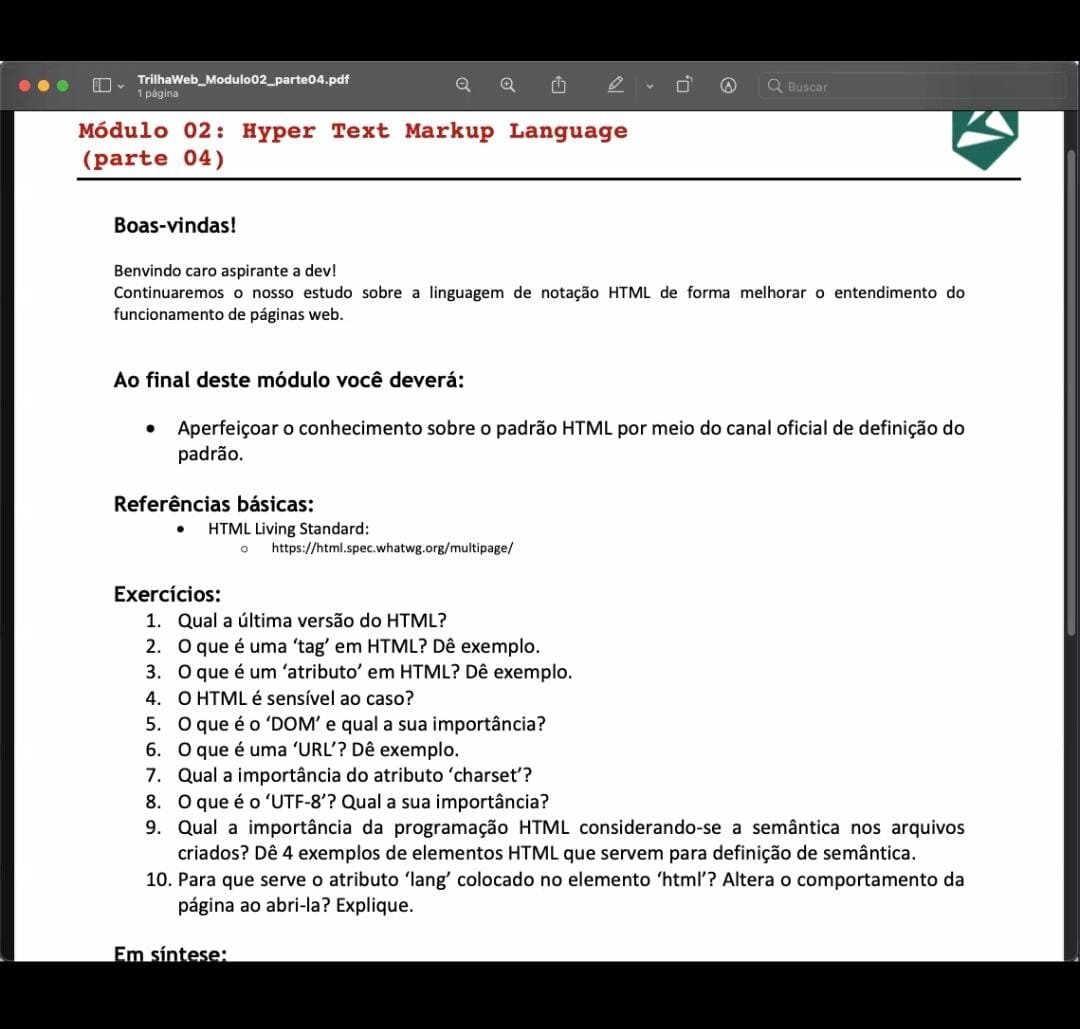 TrilhaWeb_Modulo02_parte04.pdf
1 página
Buscar
Módulo 02: Hyper Text Markup Language
(parte 04)
Boas-vindas!
Benvindo caro aspirante a dev!
Continuaremos o nosso estudo sobre a linguagem de notação HTML de forma melhorar o entendimento do
funcionamento de páginas web.
Ao final deste módulo você deverá:
• Aperfeiçoar o conhecimento sobre o padrão HTML por meio do canal oficial de definição do
padrão.
Referências básicas:
• HTML Living Standard:
o https://html.spec.whatwg.org/multipage/
Exercícios:
1. Qual a última versão do HTML?
2. O que é uma ‘tag’ em HTML? Dê exemplo.
3. O que é um ‘atributo’ em HTML? Dê exemplo.
4. O HTML é sensível ao caso?
5. O que é o ‘DOM’ e qual a sua importância?
6. O que é uma ‘URL’? Dê exemplo.
7. Qual a importância do atributo ‘charset’?
8. O que é o ‘UTF-8’? Qual a sua importância?
9. Qual a importância da programação HTML considerando-se a semântica nos arquivos
criados? Dê 4 exemplos de elementos HTML que servem para definição de semântica.
10. Para que serve o atributo ‘lang’ colocado no elemento ‘html’? Altera o comportamento da
página ao abri-la? Explique.
Em síntese: